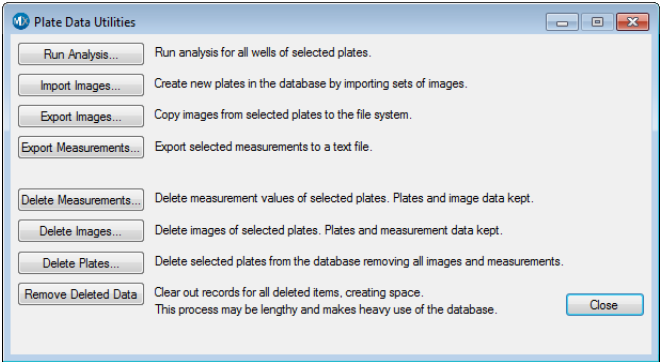 MX Plate Data Utilities
Run Analysis... Run analysis for all wells of selected plates.
Import Images... Create new plates in the database by importing sets of images.
Export Images... Copy images from selected plates to the file system.
Export Measurements... Export selected measurements to a text file.
Delete Measurements... Delete measurement values of selected plates. Plates and image data kept.
Delete Images... Delete images of selected plates. Plates and measurement data kept.
Delete Plates... Delete selected plates from the database removing all images and measurements.
Remove Deleted Data Clear out records for all deleted items, creating space.
This process may be lengthy and makes heavy use of the database.
Close